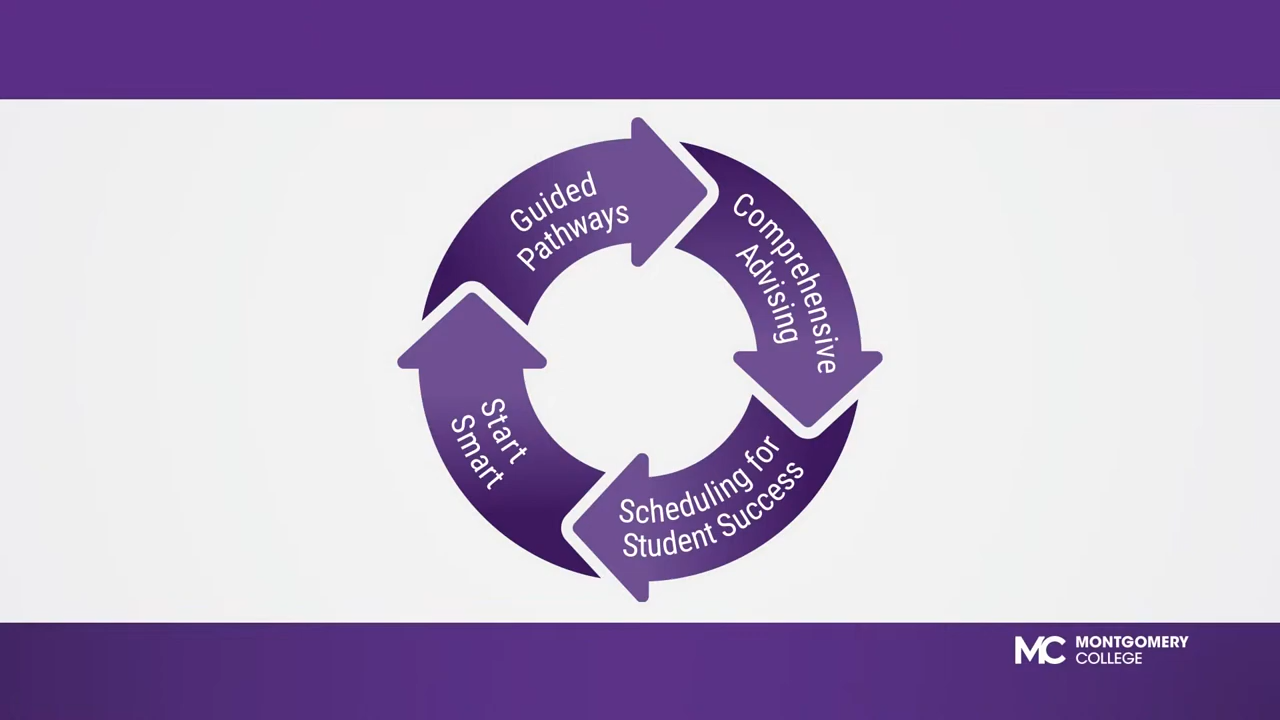 Guided
Pathways
Comprehensive
Advising
Scheduling for
Student Success
Start
Smart
MC MONTGOMERY
COLLEGE